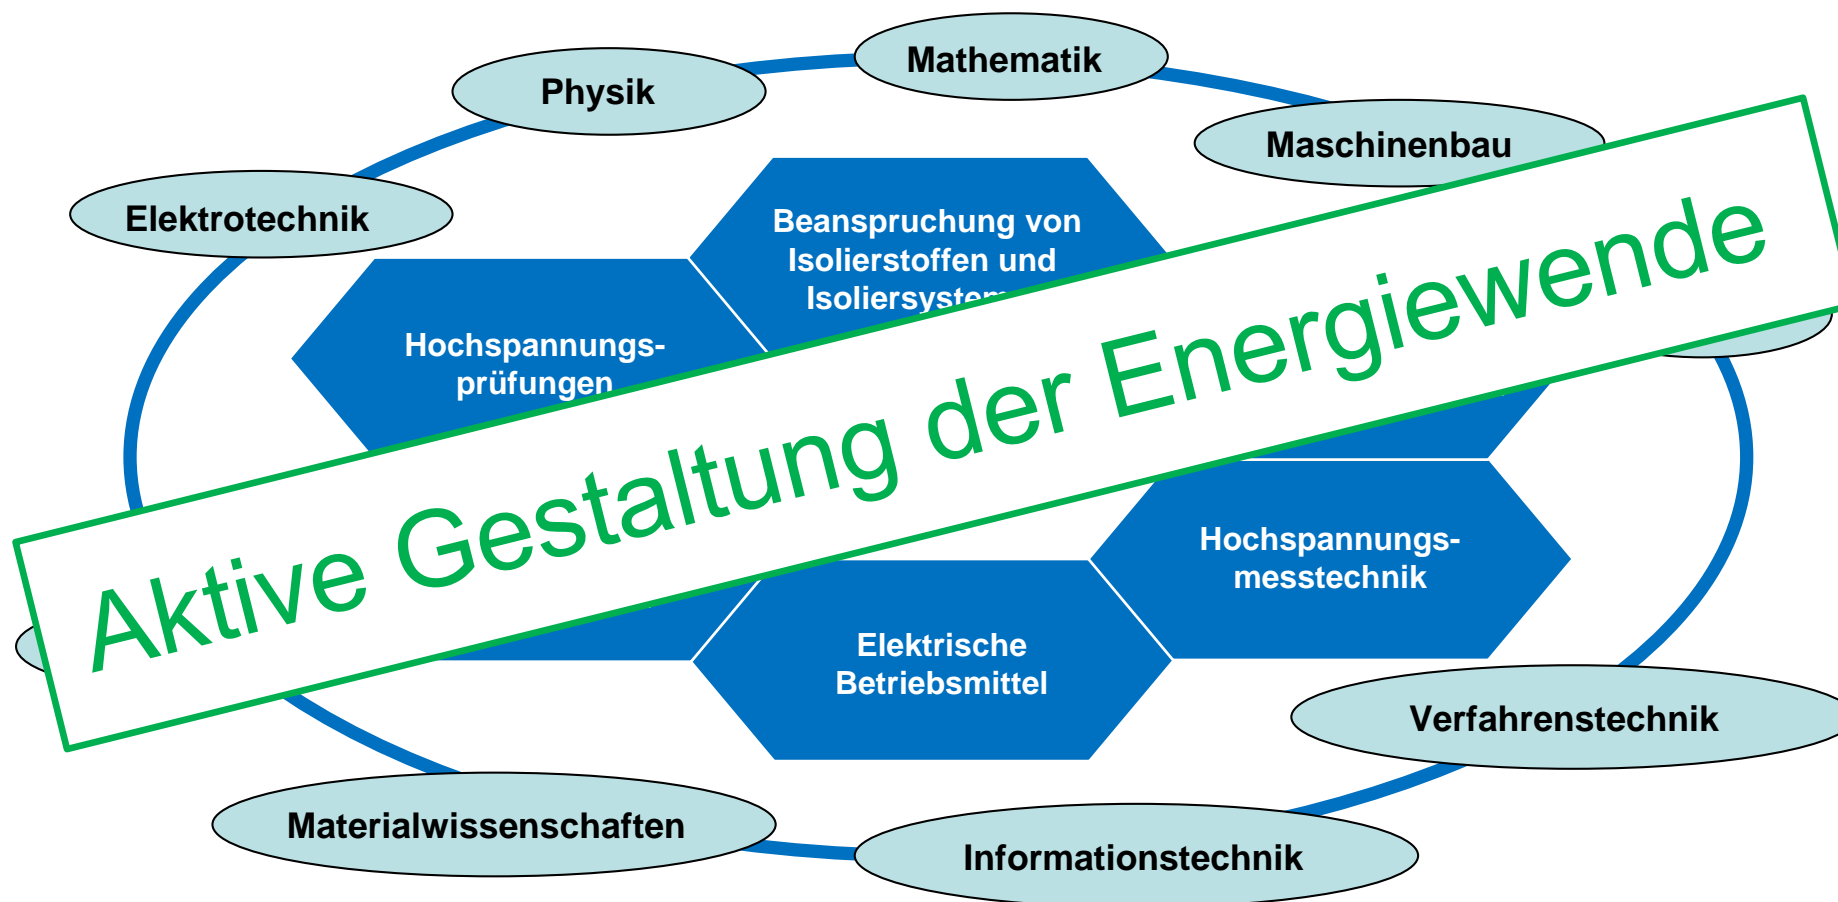 Mathematik
Physik
Maschinenbau
Elektrotechnik
Beanspruchung von
Isolierstoffen und
Hochspannungs-
prüfungen
Aktive Gestaltung der Energiewende
Hochspannungs-
messtechnik
Elektrische
Betriebsmittel
Verfahrenstechnik
Materialwissenschaften
Informationstechnik